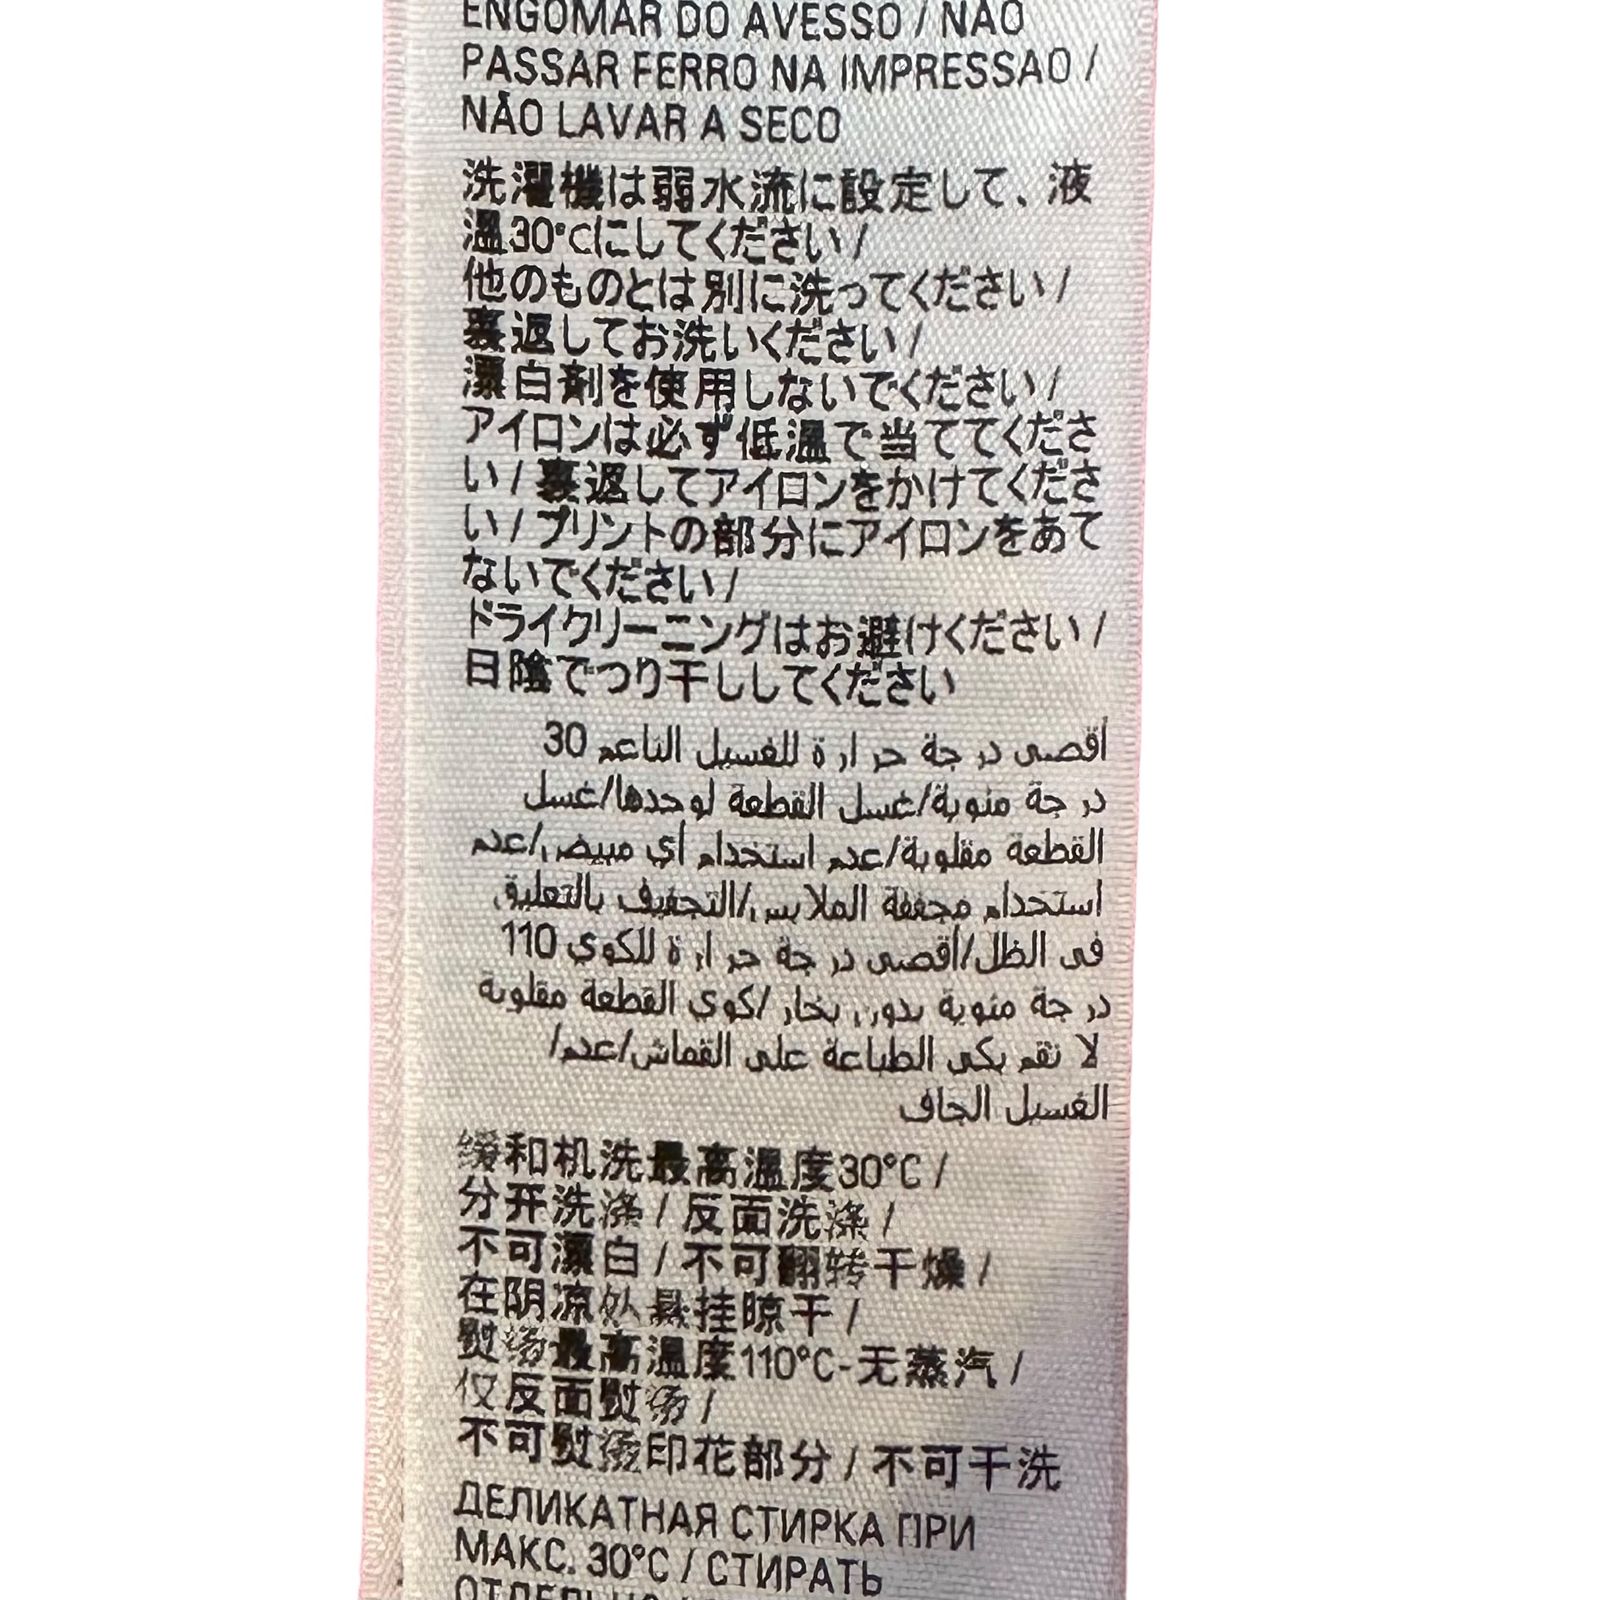 ENGOMAR DO AVESSO / NÃO
PASSAR FERRO NA IMPRESSAO /
NÃO LAVAR A SECO
洗濯機は弱水流に設定して、液
温30°Cにしてください/
他のものとは別に洗ってください/
裏返してお洗いください/
漂白剤を使用しないでください/
アイロンは必ず低温で当ててくださ
い/裏返してアイロンをかけてくださ
い/プリントの部分にアイロンをあて
ないでください/
ドライクリーニングはお避けください/
日陰でつり干ししてください
أقصى درجة حرارة للغسيل الناعم 30
درجة مئوية/غسل القطعة لوحدها/غسل
القطعة مقلوبة/عدم استخدام أي مبيض/عدم
استخدام مجففة الملابس/التجفيف بالتعليق
في الظل/أقصى درجة حرارة للكوي 110
درجة مئوية بدون بخار /كوي القطعة مقلوبة
لا تقم بكي الطباعة على القماش/عدم/
الغسيل الجاف
缓和机洗最高温度30°C /
分开洗涤 / 反面洗涤 /
不可漂白 / 不可翻转干燥 /
在阴凉处悬挂晾干 /
熨烫最高温度110°C-无蒸汽 /
仅反面熨烫 /
不可熨烫印花部分 / 不可干洗
ДЕЛИКАТНАЯ СТИРКА ПРИ
МАКС. 30°C / СТИРАТЬ
ОТДЕЛЬНО /